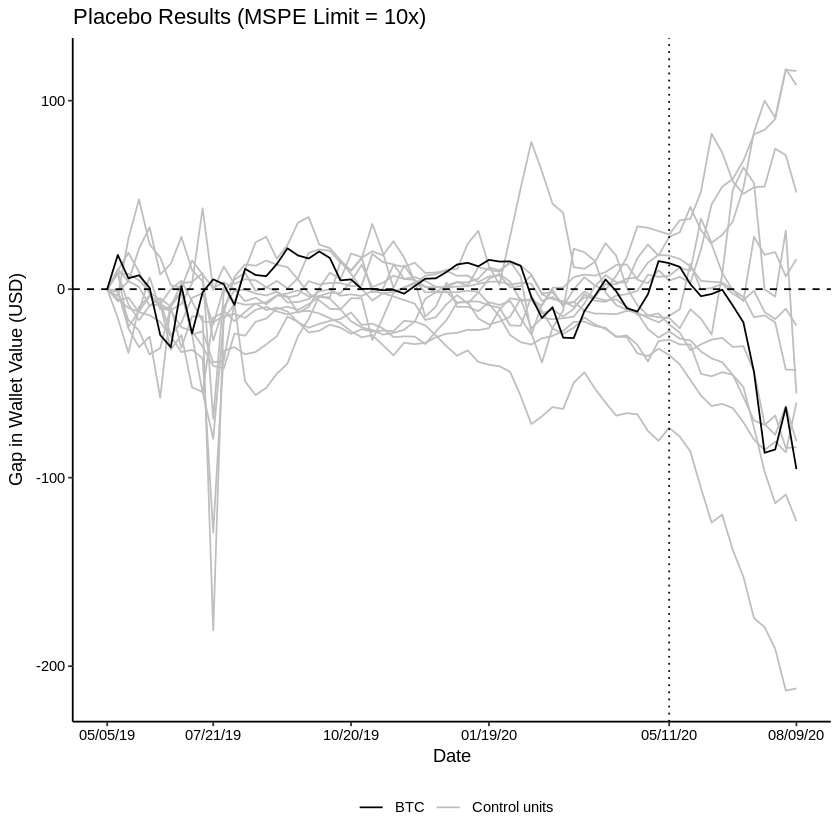 Placebo Results (MSPE Limit = 10x)
Gap in Wallet Value (USD)
100
0
-100
-200
05/05/19 07/21/19 10/20/19 01/19/20 05/11/20 08/09/20
Date
BTC Control units